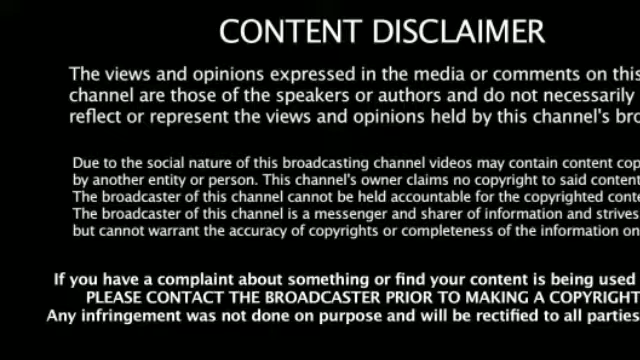 CONTENT DISCLAIMER
The views and opinions expressed in the media or comments on this
channel are those of the speakers or authors and do not necessarily
reflect or represent the views and opinions held by this channel's bro
Due to the social nature of this broadcasting channel videos may contain content cop
by another entity or person. This channel's owner claims no copyright to said content
The broadcaster of this channel cannot be held accountable for the copyrighted conte
The broadcaster of this channel is a messenger and sharer of information and strives
but cannot warrant the accuracy of copyrights or completeness of the information on
If you have a complaint about something or find your content is being used
PLEASE CONTACT THE BROADCASTER PRIOR TO MAKING A COPYRIGHT
Any infringement was not done on purpose and will be rectified to all parties